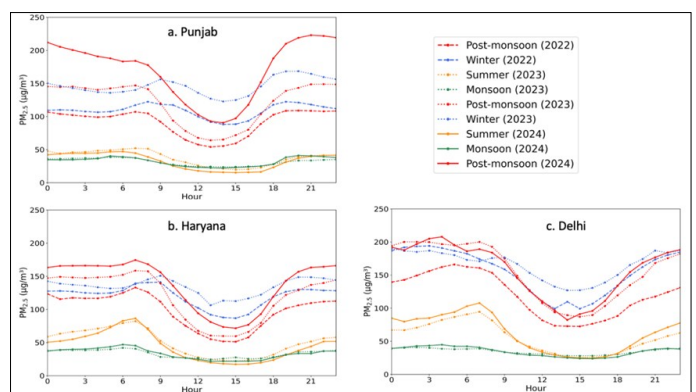 a. Punjab
PM2.5 (µg/m³)
250
200
150
100
50
0
0 3 6 9 12 15 18 21
Hour
Post-monsoon (2022)
Winter (2022)
Summer (2023)
Monsoon (2023)
Post-monsoon (2023)
Winter (2023)
Summer (2024)
Monsoon (2024)
Post-monsoon (2024)
b. Haryana
PM2.5 (µg/m³)
250
200
150
100
50
0
0 3 6 9 12 15 18 21
Hour
c. Delhi
PM2.5 (µg/m³)
250
200
150
100
50
0
0 3 6 9 12 15 18 21
Hour